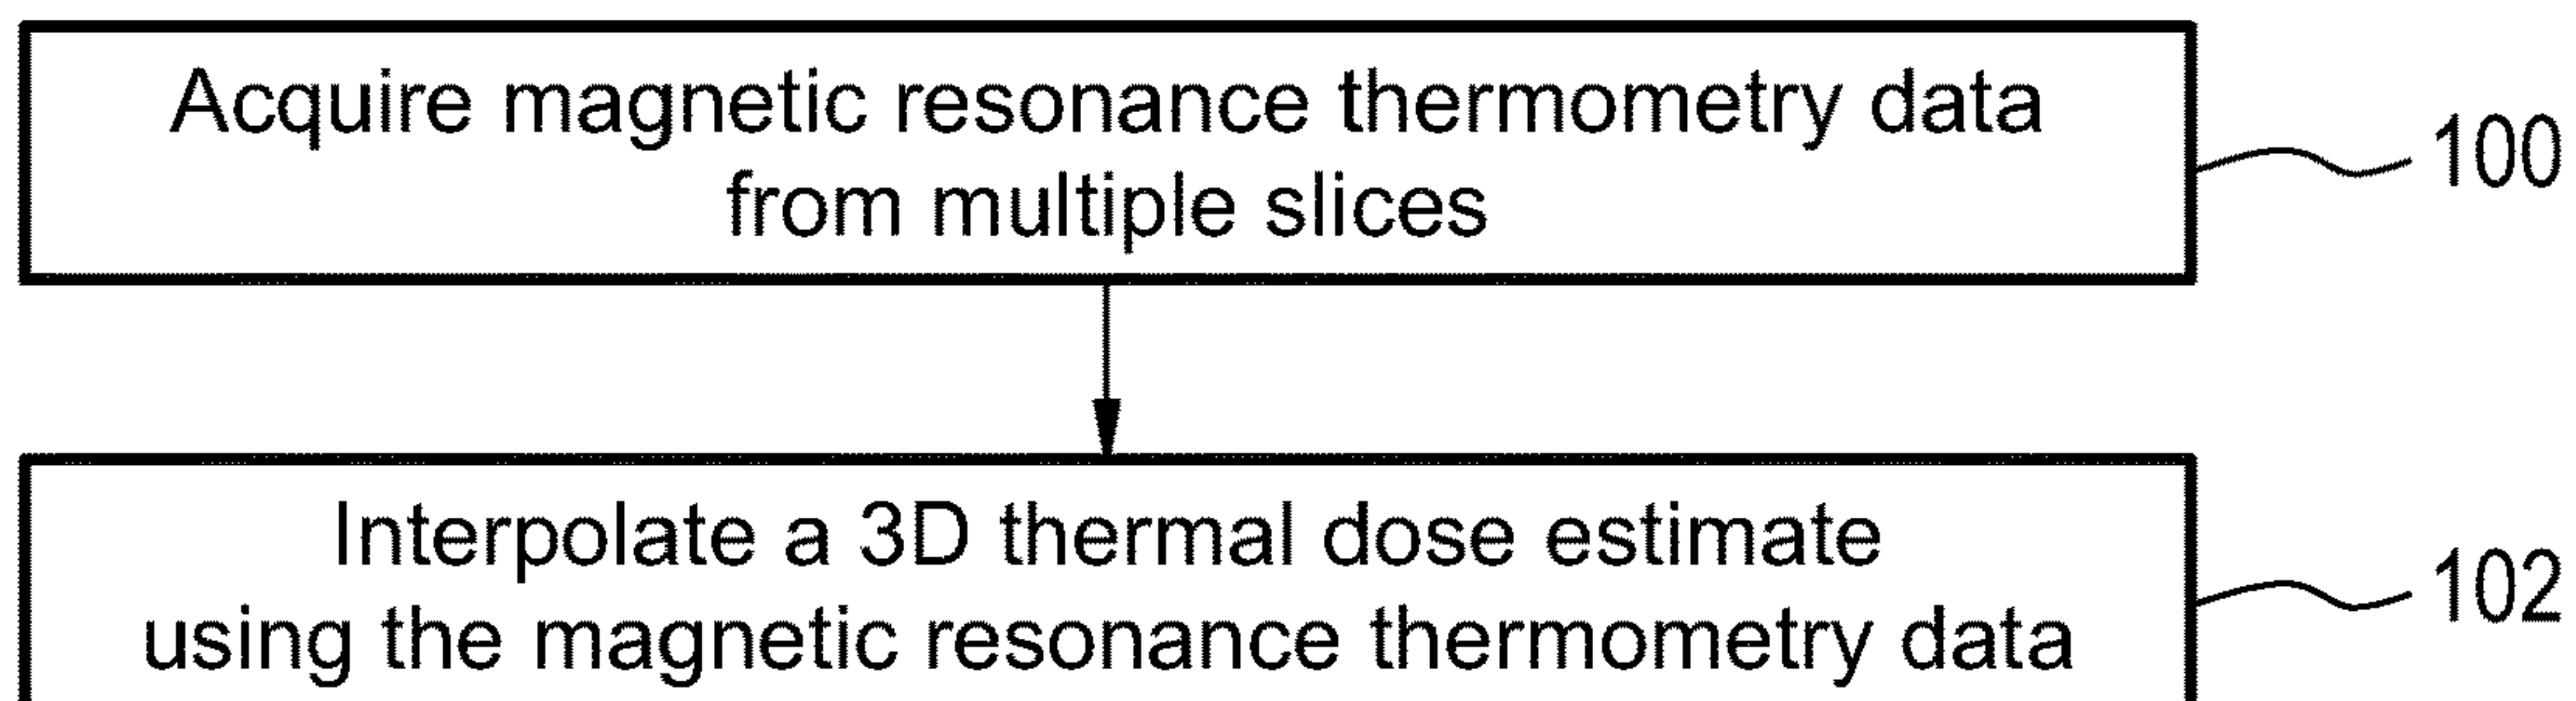 Acquire magnetic resonance thermometry data
from multiple slices
100
Interpolate a 3D thermal dose estimate
using the magnetic resonance thermometry data
102